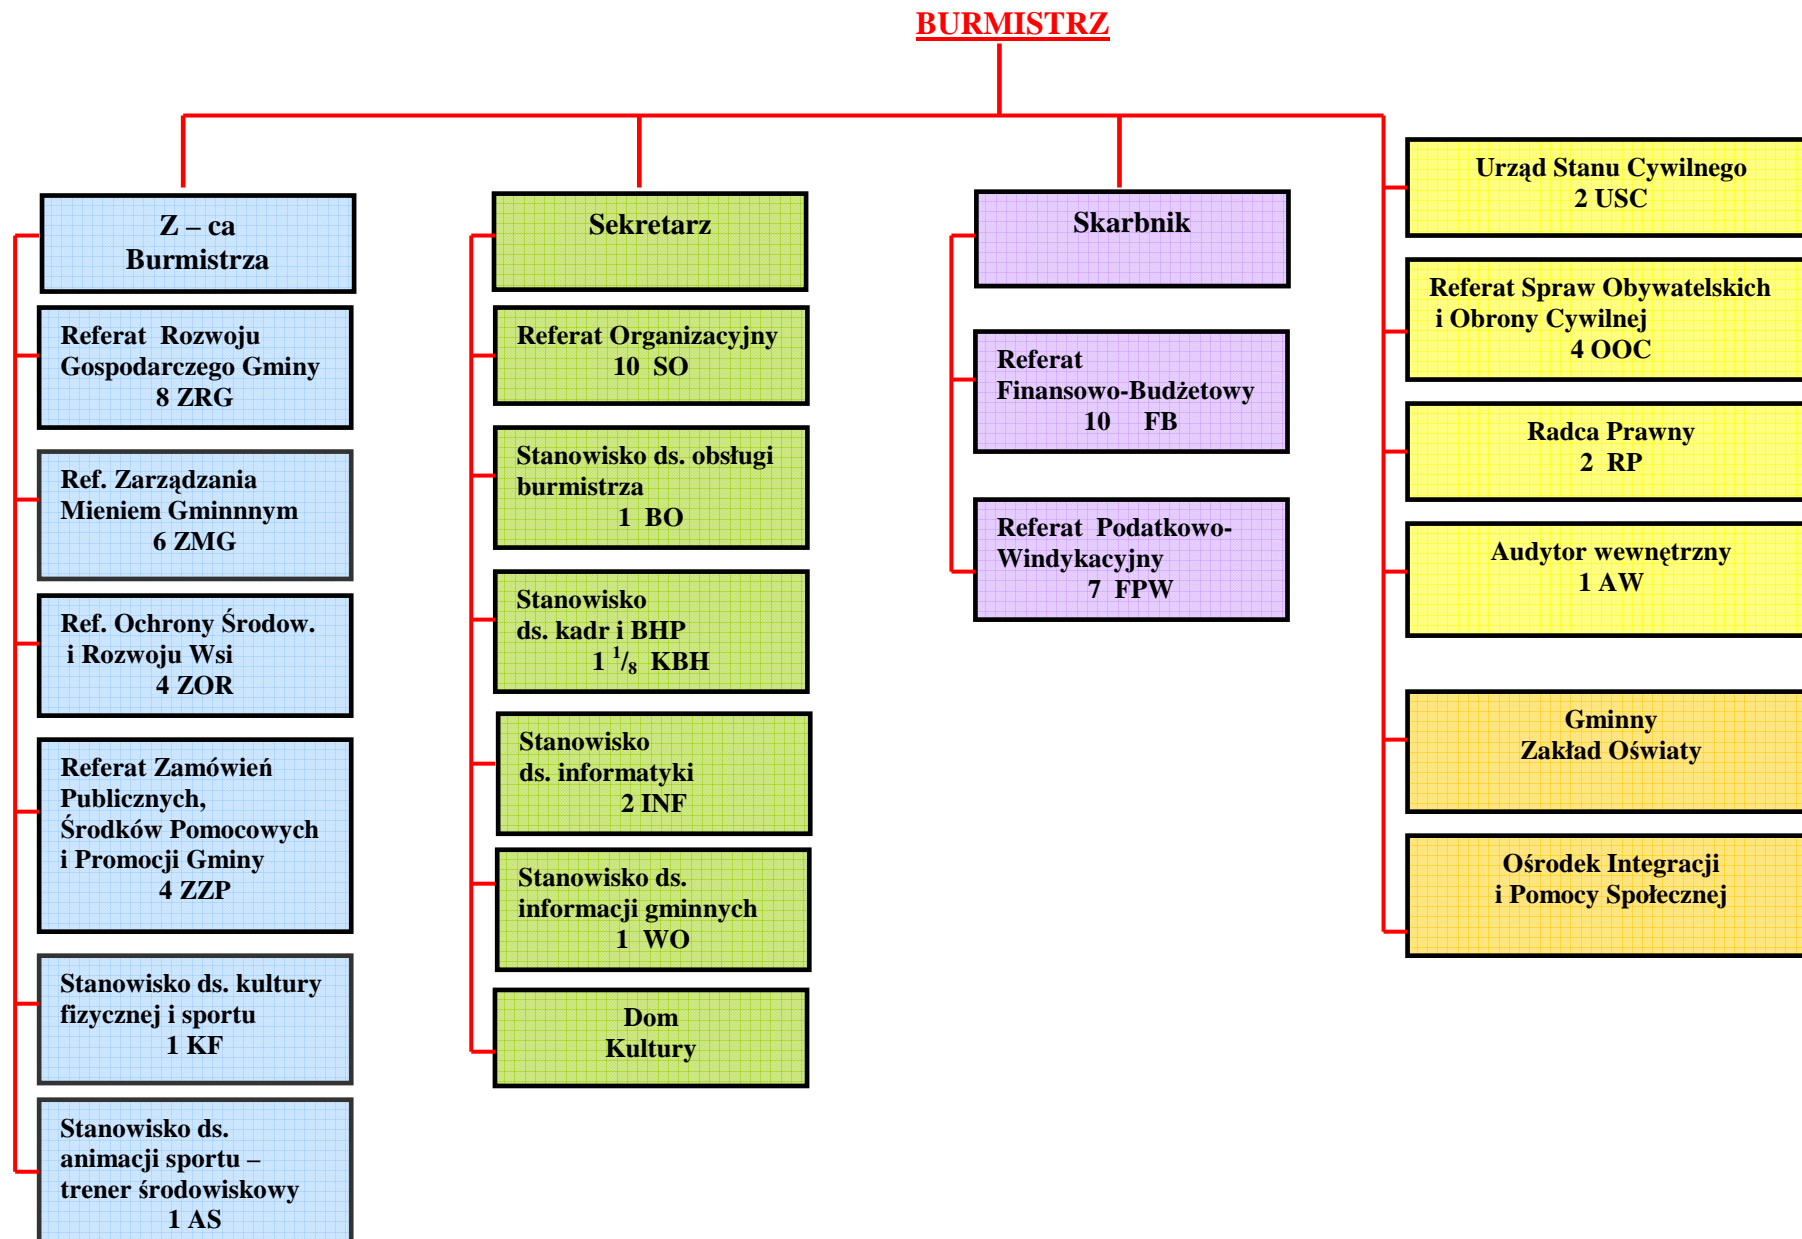 BURMISTRZ
Z – ca
Burmistrza
Referat Rozwoju
Gospodarczego Gminy
8 ZRG
Ref. Zarządzania
Mieniem Gminnnym
6 ZMG
Ref. Ochrony Środow.
i Rozwoju Wsi
4 ZOR
Referat Zamówień
Publicznych,
Środków Pomocowych
i Promocji Gminy
4 ZZP
Stanowisko ds. kultury
fizycznej i sportu
1 KF
Stanowisko ds.
animacji sportu –
trener środowiskowy
1 AS
Sekretarz
Referat Organizacyjny
10 SO
Stanowisko ds. obsługi
burmistrza
1 BO
Stanowisko
ds. kadr i BHP
1 1/8 KBH
Stanowisko
ds. informatyki
2 INF
Stanowisko ds.
informacji gminnych
1 WO
Dom
Kultury
Skarbnik
Referat
Finansowo-Budżetowy
10 FB
Referat Podatkowo-
Windykacyjny
7 FPW
Urząd Stanu Cywilnego
2 USC
Referat Spraw Obywatelskich
i Obrony Cywilnej
4 OOC
Radca Prawny
2 RP
Audytor wewnętrzny
1 AW
Gminny
Zakład Oświaty
Ośrodek Integracji
i Pomocy Społecznej